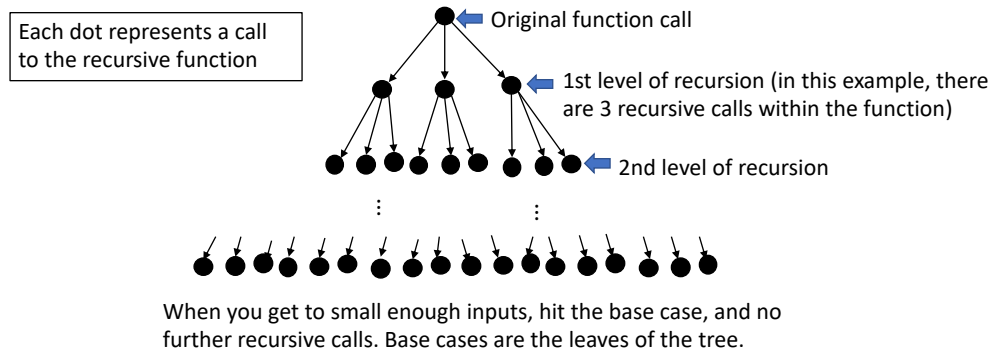 Each dot represents a call
to the recursive function
Original function call
1st level of recursion (in this example, there
are 3 recursive calls within the function)
2nd level of recursion
When you get to small enough inputs, hit the base case, and no
further recursive calls. Base cases are the leaves of the tree.